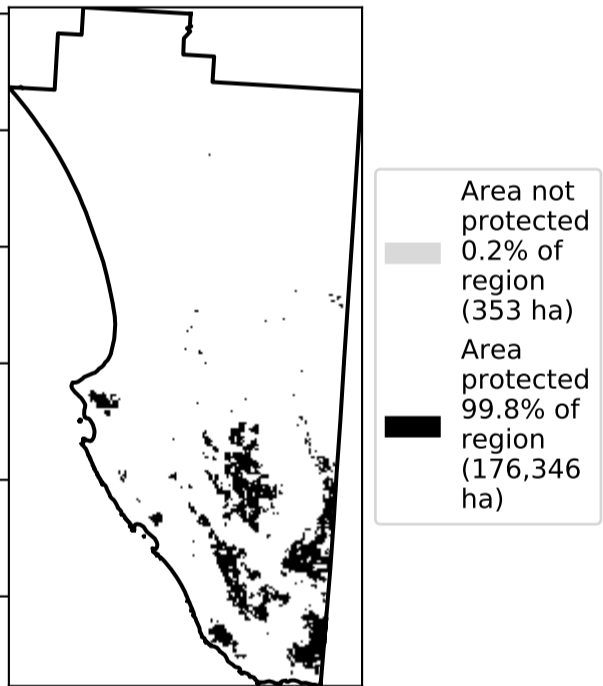 Area not
protected
0.2% of
region
(353 ha)
Area
protected
99.8% of
region
(176,346
ha)